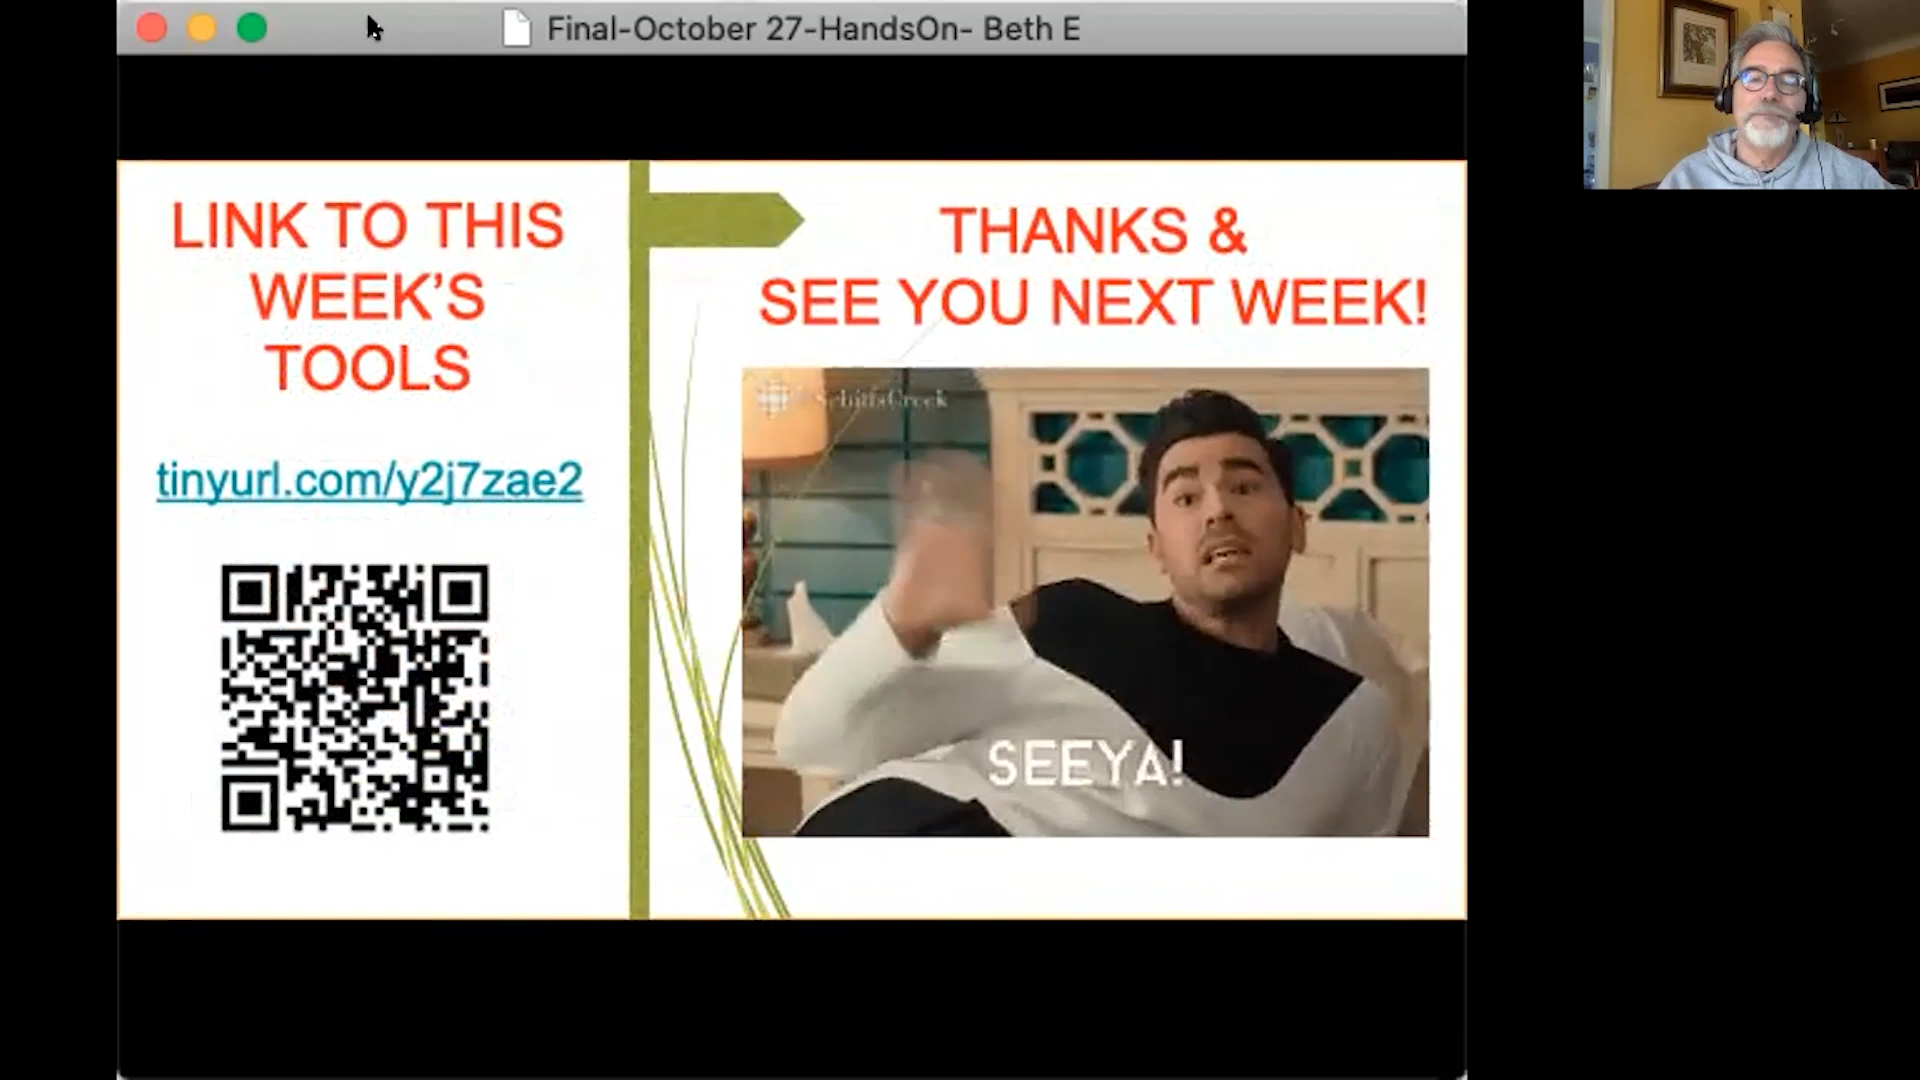 Final-October 27-HandsOn- Beth E
LINK TO THIS
WEEK’S
TOOLS
tinyurl.com/y2j7zae2
THANKS &
SEE YOU NEXT WEEK!
SchittsCreek
SEEYA!